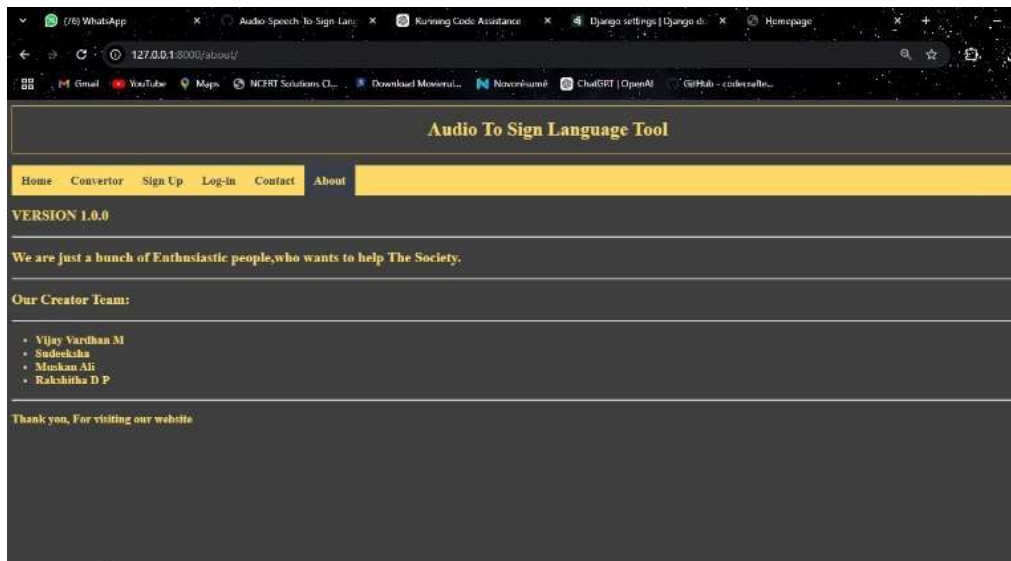 (76) WhatsApp
Audio-Speech-To-Sign-Lang
Running Code Assistance
Django settings | Django d
Homepage
127.0.0.1:8000/about/
Gmail YouTube Maps NCERT Solutions Cl... Download Movierul... Novorésumé ChatGPT | OpenAI
Audio To Sign Language Tool
Home Convertor Sign Up Log-in Contact About
VERSION 1.0.0
We are just a bunch of Enthusiastic people,who wants to help The Society.
Our Creator Team:
• Vijay Vardhan M
• Sudeeksha
• Muskan Ali
• Rakshitha D P
Thank you, For visiting our website